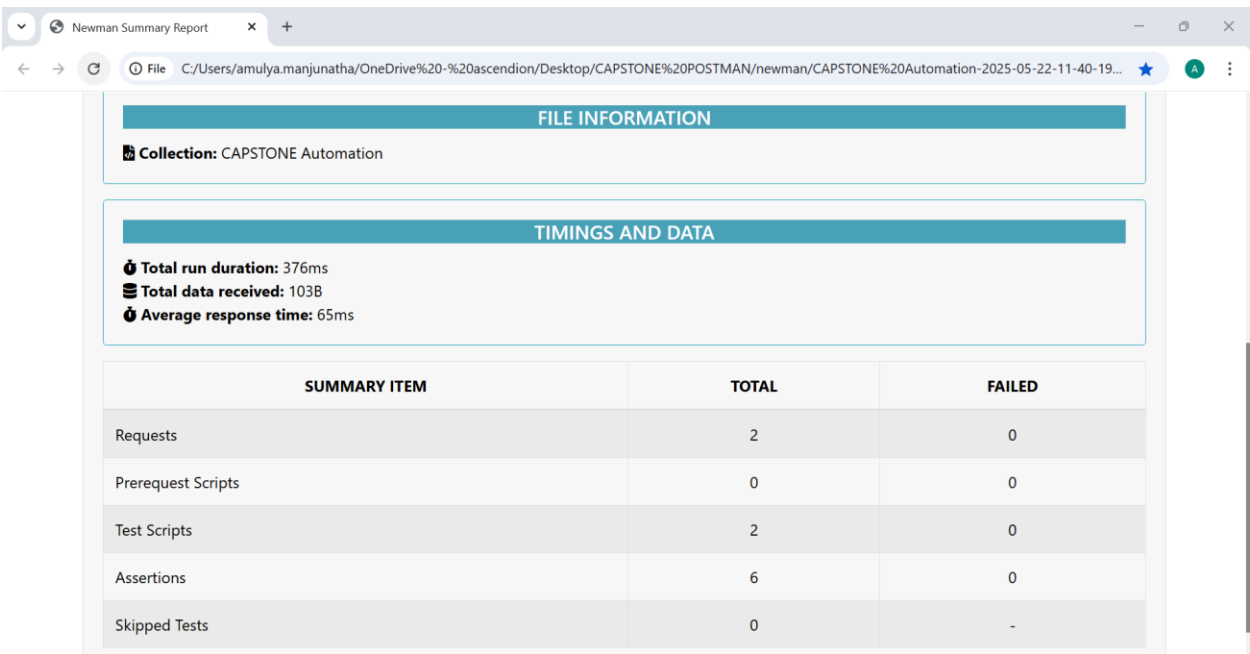 Newman Summary Report
File C:/Users/amulya.manjunatha/OneDrive%20-%20ascendion/Desktop/CAPSTONE%20POSTMAN/newman/CAPSTONE%20Automation-2025-05-22-11-40-19... A
FILE INFORMATION
Collection: CAPSTONE Automation
TIMINGS AND DATA
Total run duration: 376ms
Total data received: 103B
Average response time: 65ms
SUMMARY ITEM TOTAL FAILED
Requests 2 0
Prerequest Scripts 0 0
Test Scripts 2 0
Assertions 6 0
Skipped Tests 0 -